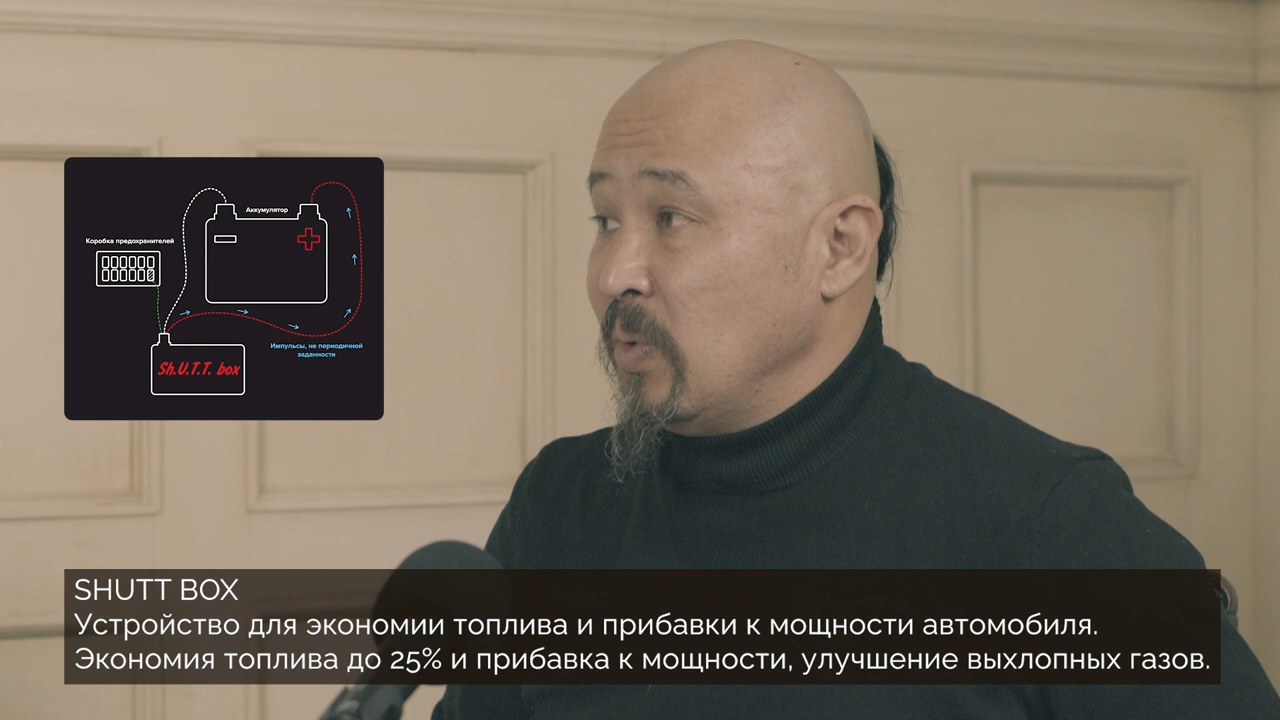 Аккумулятор
Коробка предохранителей
Импульсы, не периодичной
заданности
Sh.U.T.T. box
SHUTT BOX
Устройство для экономии топлива и прибавки к мощности автомобиля.
Экономия топлива до 25% и прибавка к мощности, улучшение выхлопных газов.